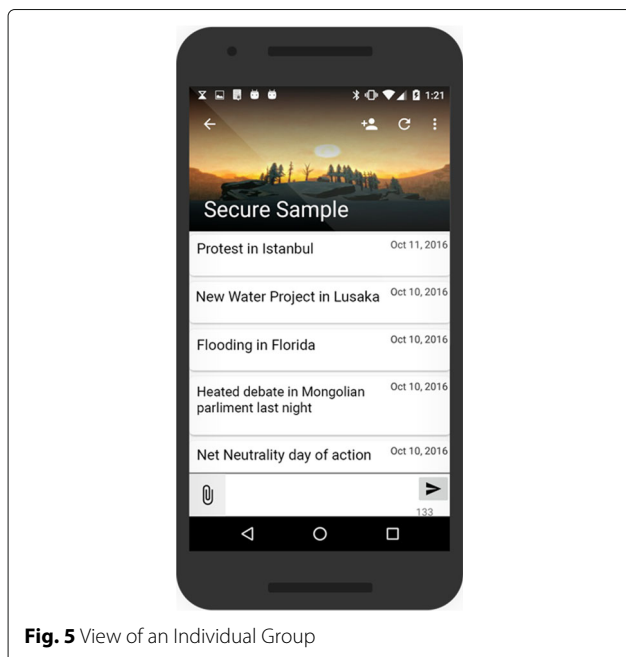 1:21
Secure Sample
Protest in Istanbul Oct 11, 2016
New Water Project in Lusaka Oct 10, 2016
Flooding in Florida Oct 10, 2016
Heated debate in Mongolian Oct 10, 2016
parliment last night
Net Neutrality day of action Oct 10, 2016
133
Fig. 5 View of an Individual Group